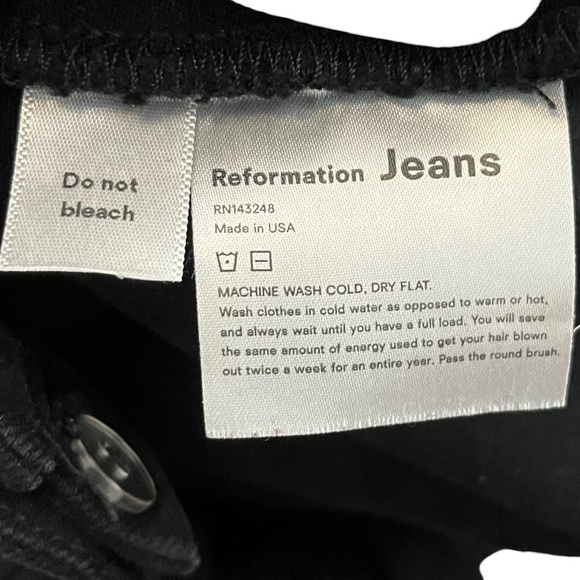 Do not
bleach
Reformation Jeans
RN143248
Made in USA
MACHINE WASH COLD, DRY FLAT.
Wash clothes in cold water as opposed to warm or hot,
and always wait until you have a full load. You will save
the same amount of energy used to get your hair blown
out twice a week for an entire year. Pass the round brush.